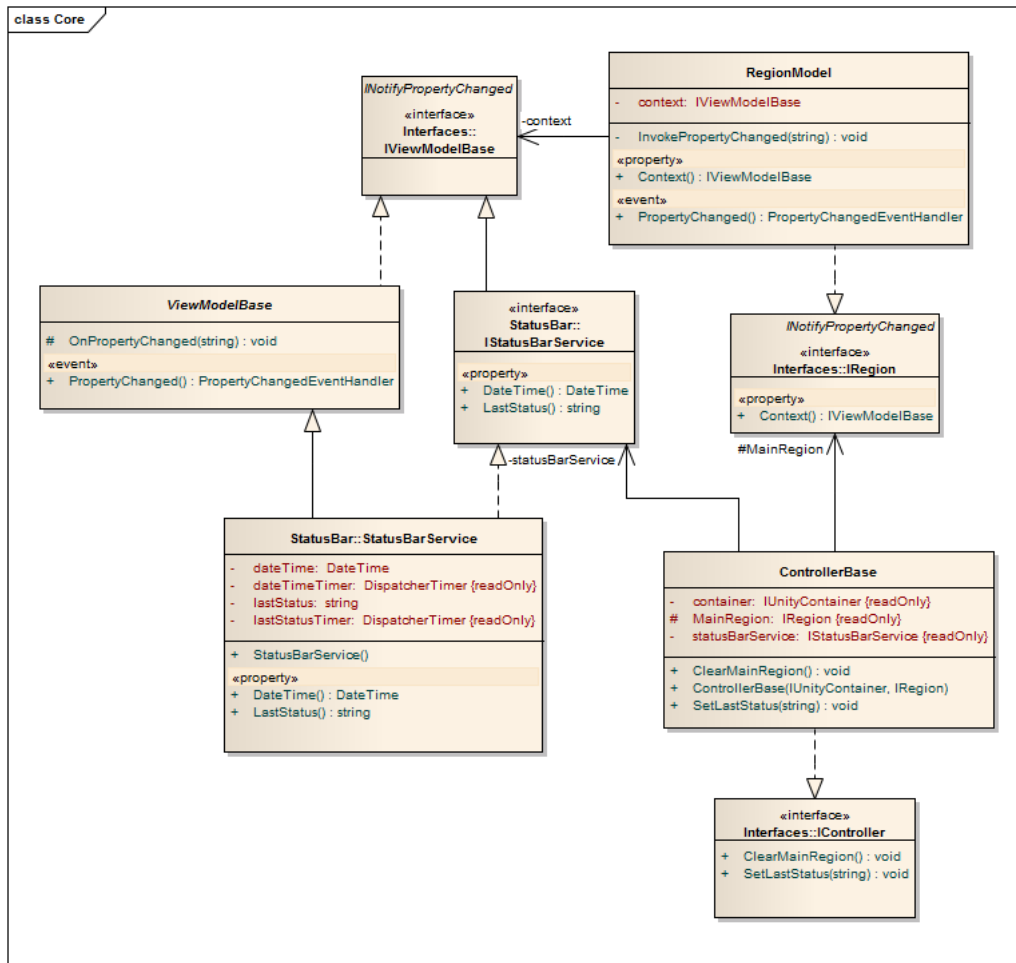 class Core
INotifyPropertyChanged
«interface»
Interfaces::
IViewModelBase
-context
RegionModel
- context: IViewModelBase
- InvokePropertyChanged(string) : void
«property»
+ Context() : IViewModelBase
«event»
+ PropertyChanged() : PropertyChangedEventHandler
ViewModelBase
# OnPropertyChanged(string) : void
«event»
+ PropertyChanged() : PropertyChangedEventHandler
«interface»
StatusBar::
IStatusBarService
«property»
+ DateTime() : DateTime
+ LastStatus() : string
INotifyPropertyChanged
«interface»
Interfaces::IRegion
«property»
+ Context() : IViewModelBase
-statusBarService
#MainRegion
StatusBar::StatusBarService
- dateTime: DateTime
- dateTimeTimer: DispatcherTimer {readOnly}
- lastStatus: string
- lastStatusTimer: DispatcherTimer {readOnly}
+ StatusBarService()
«property»
+ DateTime() : DateTime
+ LastStatus() : string
ControllerBase
- container: IUnityContainer {readOnly}
# MainRegion: IRegion {readOnly}
- statusBarService: IStatusBarService {readOnly}
+ ClearMainRegion() : void
+ ControllerBase(IUnityContainer, IRegion)
+ SetLastStatus(string) : void
«interface»
Interfaces::IController
+ ClearMainRegion() : void
+ SetLastStatus(string) : void